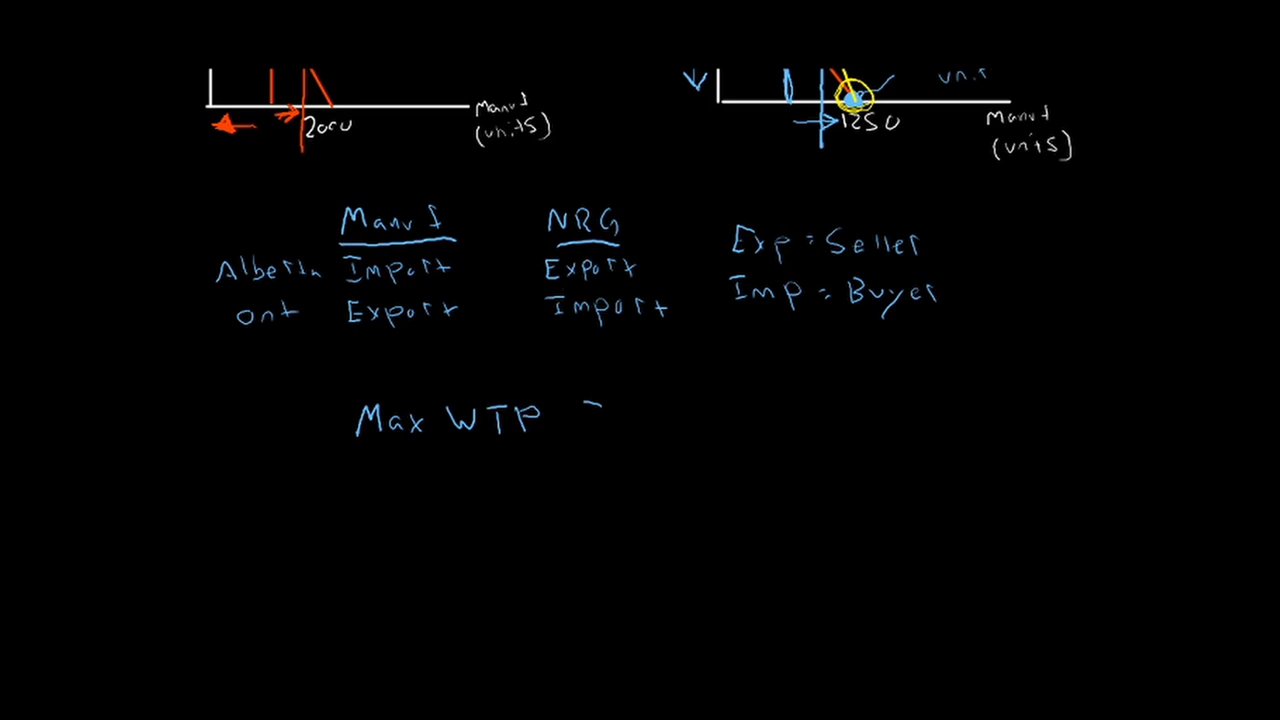 Manuf
(units)
2000
unit
1250
Manuf
(units)
Manuf NRG
Alberta Import Export
Ont Export Import
Exp = Seller
Imp = Buyer
Max WTP